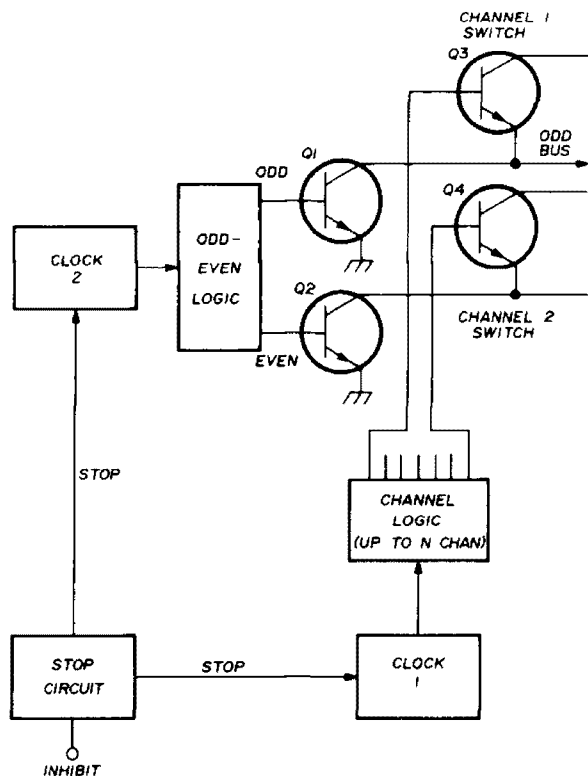 CHANNEL 1
SWITCH
Q3
ODD
BUS
Q1
ODD
Q4
ODD-
EVEN
LOGIC
CLOCK
2
Q2
EVEN
CHANNEL 2
SWITCH
STOP
CHANNEL
LOGIC
(UP TO N CHAN)
STOP
CIRCUIT
STOP
CLOCK
1
INHIBIT